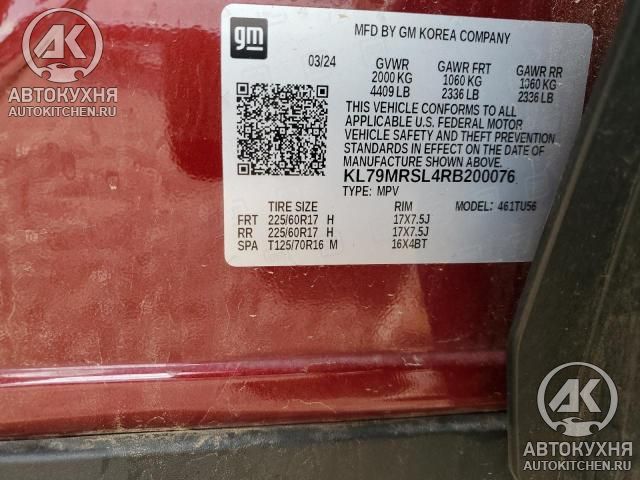 AK
АВТОКУХНЯ
AUTOKITCHEN.RU
gm
MFD BY GM KOREA COMPANY
03/24 GVWR GAWR FRT GAWR RR
2000 KG 1060 KG 1060 KG
4409 LB 2336 LB 2336 LB
THIS VEHICLE CONFORMS TO ALL
APPLICABLE U.S. FEDERAL MOTOR
VEHICLE SAFETY AND THEFT PREVENTION
STANDARDS IN EFFECT ON THE DATE OF
MANUFACTURE SHOWN ABOVE.
KL79MRSL4RB200076
TYPE: MPV
TIRE SIZE RIM MODEL: 461TU56
FRT 225/60R17 H 17X7.5J
RR 225/60R17 H 17X7.5J
SPA T125/70R16 M 16X4BT
AK
АВТОКУХНЯ
AUTOKITCHEN.RU